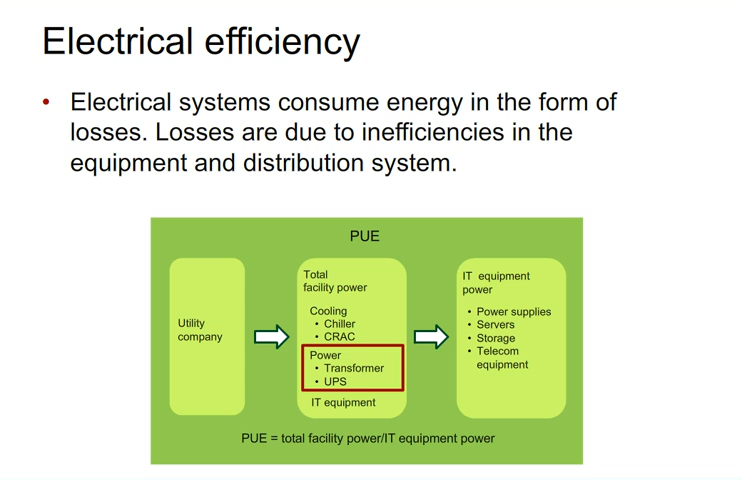 Electrical efficiency
• Electrical systems consume energy in the form of
losses. Losses are due to inefficiencies in the
equipment and distribution system.
PUE
Utility
company
Total
facility power
Cooling
• Chiller
• CRAC
Power
• Transformer
• UPS
IT equipment
IT equipment
power
• Power supplies
• Servers
• Storage
• Telecom
equipment
PUE = total facility power/IT equipment power